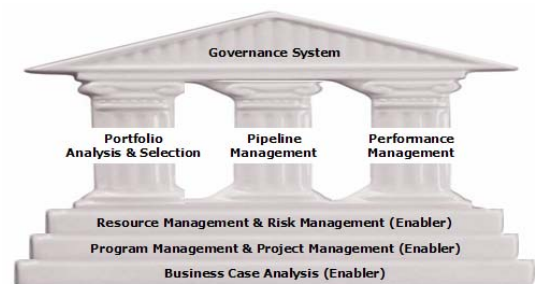 Governance System
Portfolio
Analysis & Selection
Pipeline
Management
Performance
Management
Resource Management & Risk Management (Enabler)
Program Management & Project Management (Enabler)
Business Case Analysis (Enabler)